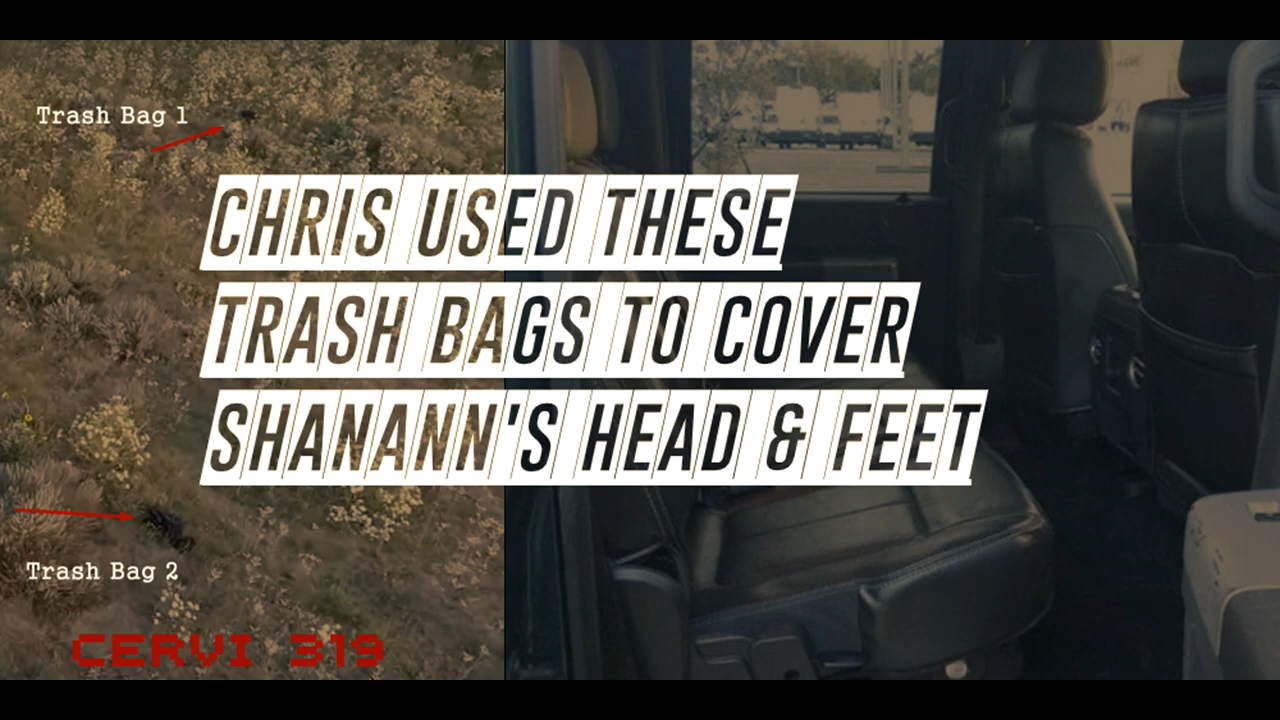 Trash Bag 1
CHRIS USED THESE
TRASH BAGS TO COVER
SHANANN'S HEAD & FEET
Trash Bag 2
CERVI 319